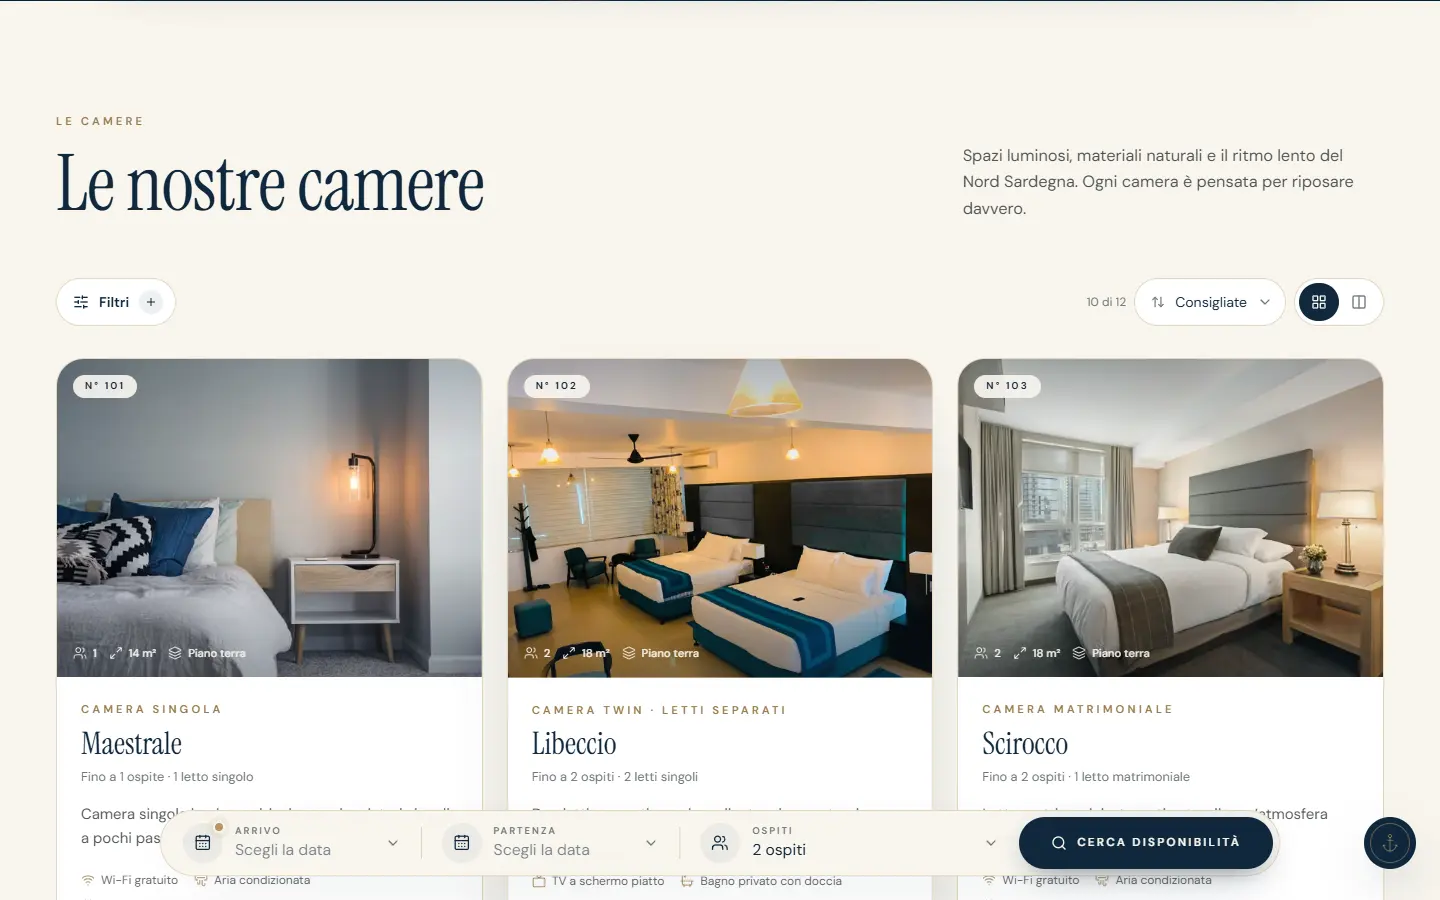 LE CAMERE
Le nostre camere
Spazi luminosi, materiali naturali e il ritmo lento del
Nord Sardegna. Ogni camera è pensata per riposare
davvero.
Filtri
10 di 12
Consigliate
N° 101
1 14 m² Piano terra
CAMERA SINGOLA
Maestrale
Fino a 1 ospite · 1 letto singolo
Camera singola
a pochi pas
Wi-Fi gratuito Aria condizionata
N° 102
2 18 m² Piano terra
CAMERA TWIN · LETTI SEPARATI
Libeccio
Fino a 2 ospiti · 2 letti singoli
TV a schermo piatto Bagno privato con doccia
N° 103
2 18 m² Piano terra
CAMERA MATRIMONIALE
Scirocco
Fino a 2 ospiti · 1 letto matrimoniale
Wi-Fi gratuito Aria condizionata
ARRIVO
Scegli la data
PARTENZA
Scegli la data
OSPITI
2 ospiti
CERCA DISPONIBILITÀ